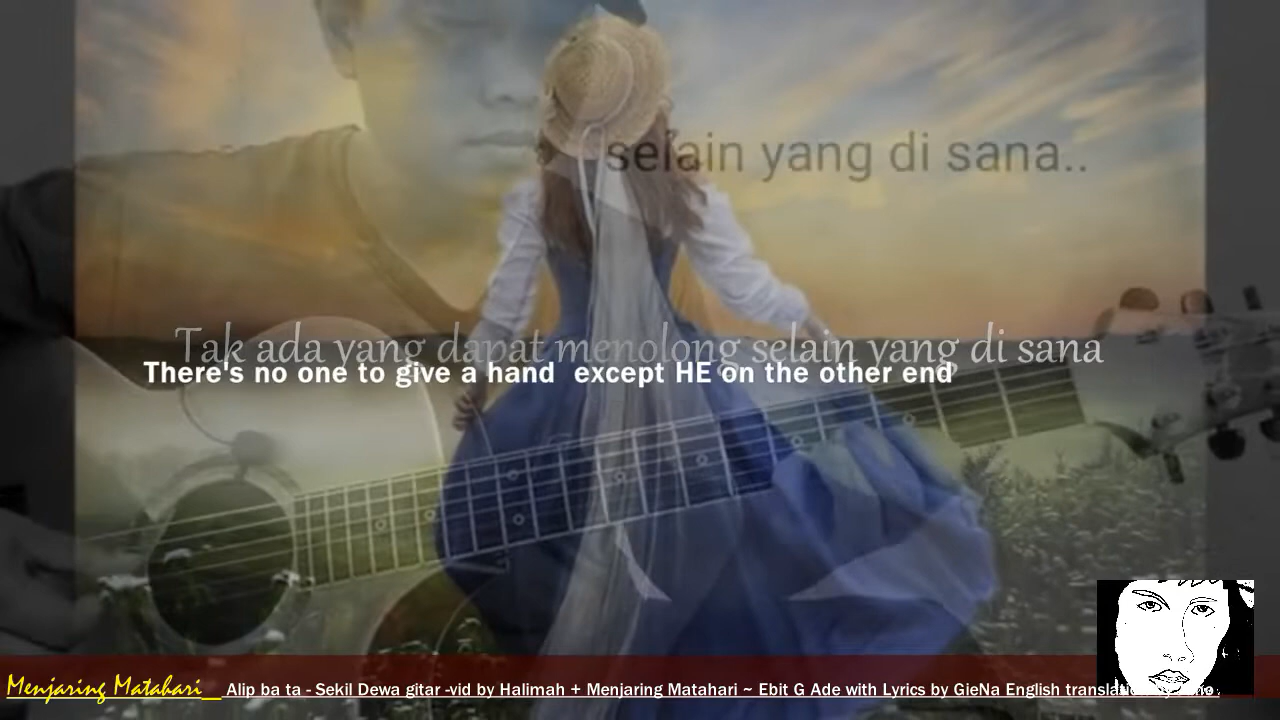 selain yang di sana..
Tak ada yang dapat menolong selain yang di sana
There's no one to give a hand except HE on the other end
Menjaring Matahari_ Alip ba ta - Sekil Dewa gitar -vid by Halimah + Menjaring Matahari ~ Ebit G Ade with Lyrics by GieNa English